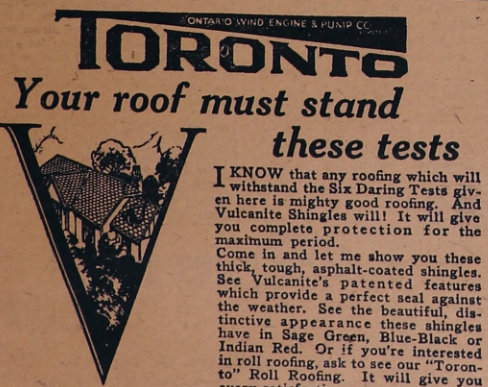 ONTARIO WIND ENGINE & PUMP CO.
TORONTO
Your roof must stand
these tests
I KNOW that any roofing which will
withstand the Six Daring Tests giv-
en here is mighty good roofing. And
Vulcanite Shingles will! It will give
you complete protection for the
maximum period.
Come in and let me show you these
thick, tough, asphalt-coated shingles.
See Vulcanite's patented features
which provide a perfect seal against
the weather. See the beautiful, dis-
tinctive appearance these shingles
have in Sage Green, Blue-Black or
Indian Red. Or if you're interested
in roll roofing, ask to see our "Toron-
to" Roll Roofing. It will give you